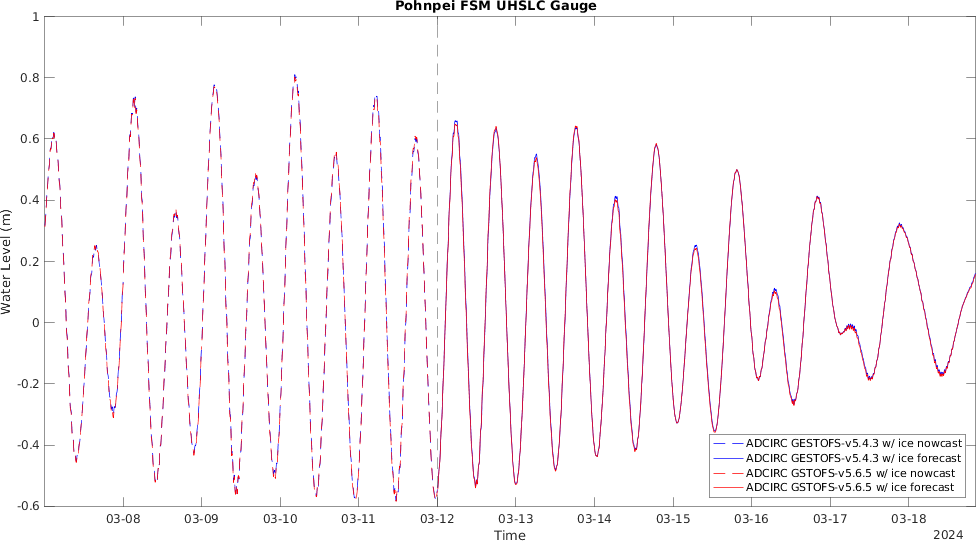 Pohnpei FSM UHSLC Gauge
Water Level (m)
1
0.8
0.6
0.4
0.2
0
-0.2
-0.4
-0.6
ADCIRC GESTOFS-v5.4.3 w/ ice nowcast
ADCIRC GESTOFS-v5.4.3 w/ ice forecast
ADCIRC GSTOFS-v5.6.5 w/ ice nowcast
ADCIRC GSTOFS-v5.6.5 w/ ice forecast
03-08 03-09 03-10 03-11 03-12 03-13 03-14 03-15 03-16 03-17 03-18
Time
2024